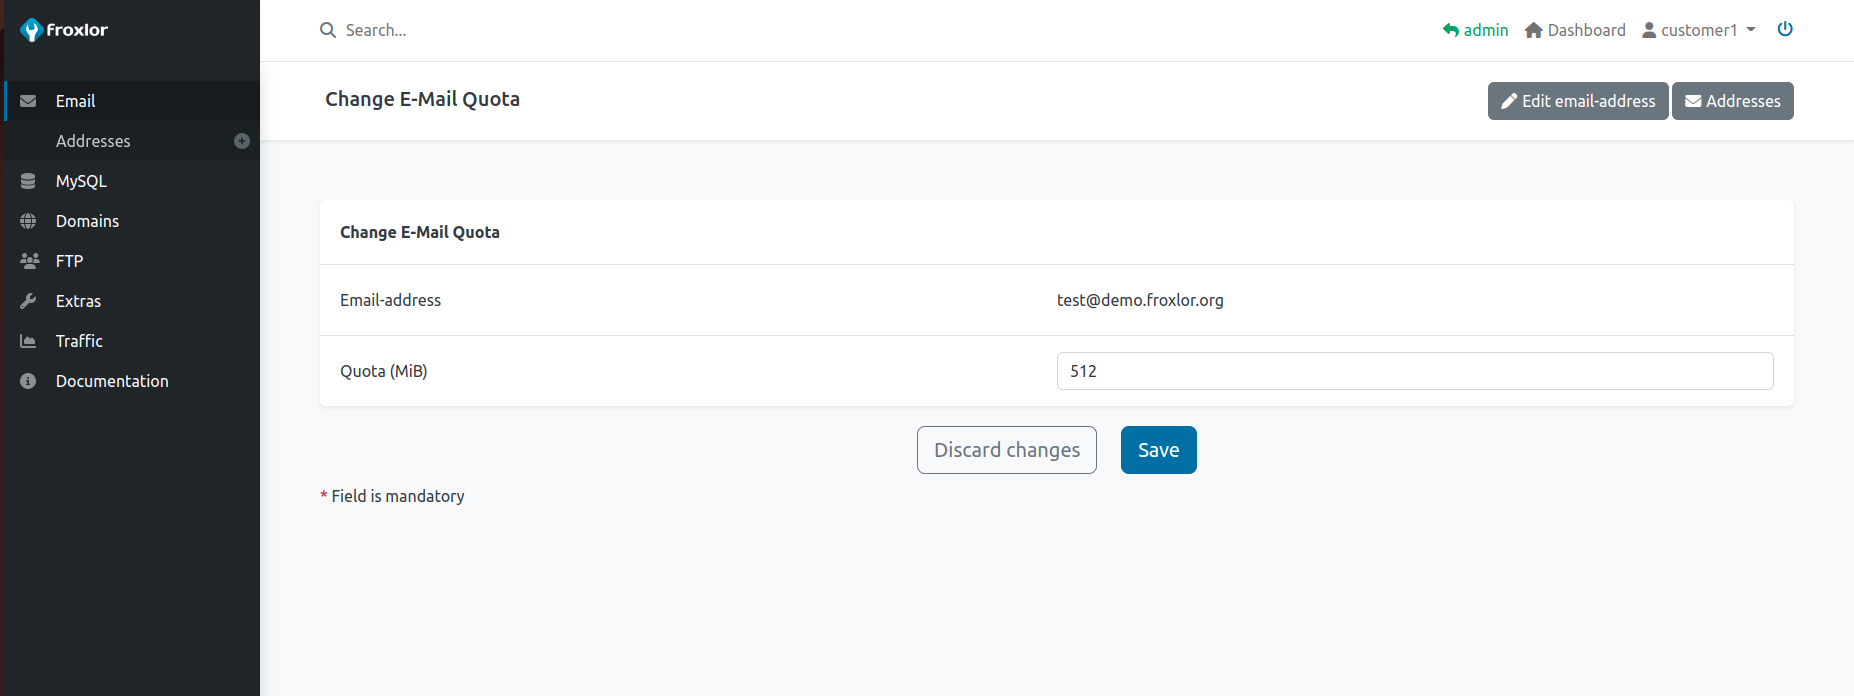 froxlor
Search...
admin
Dashboard
customer1
Email
Addresses
MySQL
Domains
FTP
Extras
Traffic
Documentation
Change E-Mail Quota
Edit email-address
Addresses
Change E-Mail Quota
Email-address
test@demo.froxlor.org
Quota (MiB)
512
Discard changes
Save
* Field is mandatory